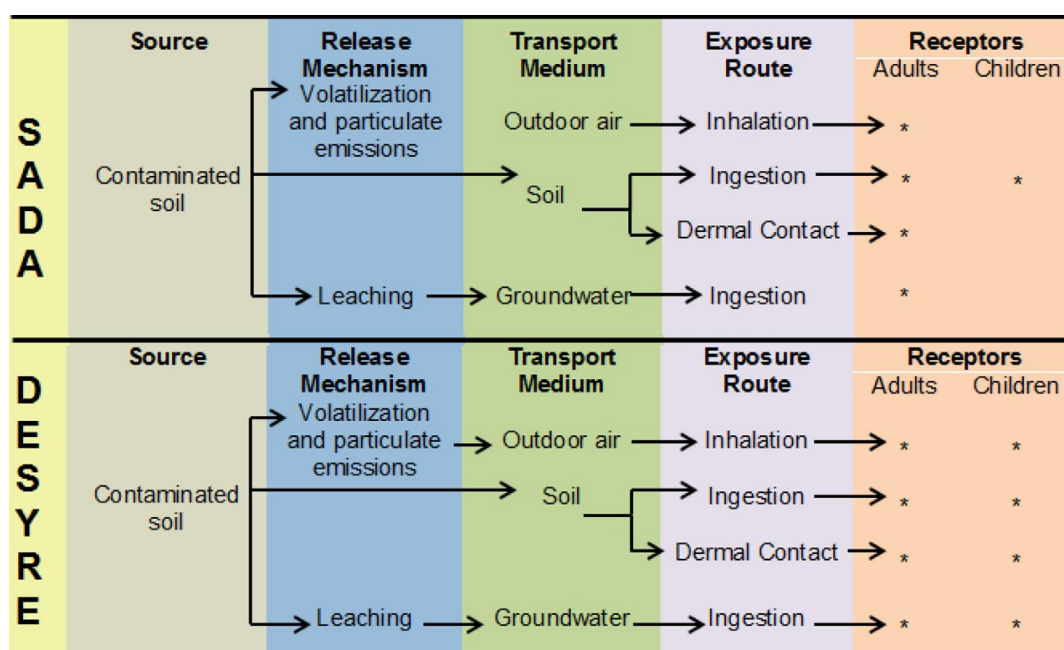 SADA
Source Release Transport Exposure Receptors
Mechanism Medium Route Adults Children
Volatilization
and particulate Outdoor air Inhalation *
emissions
Contaminated Ingestion * *
soil Soil
Dermal Contact *
Leaching Groundwater Ingestion *
DESYRE
Source Release Transport Exposure Receptors
Mechanism Medium Route Adults Children
Volatilization
and particulate Outdoor air Inhalation * *
emissions
Contaminated Soil Ingestion * *
soil
Dermal Contact * *
Leaching Groundwater Ingestion * *